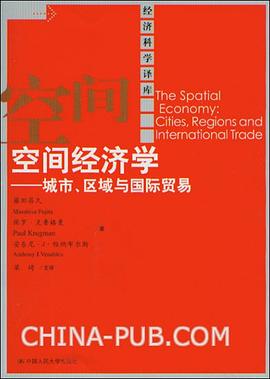 经济科学译库
The Spatial
Economy:
Cities, Regions and
International Trade
空间
空间经济学
——城市、区域与国际贸易
藤田昌久
Masahisa Fujita
保罗·克鲁格曼
Paul Krugman
著
安东尼·J·维纳布尔斯
Anthony J. Venables
梁琦/主译
CHINA-PUB.COM
中国人民大学出版社